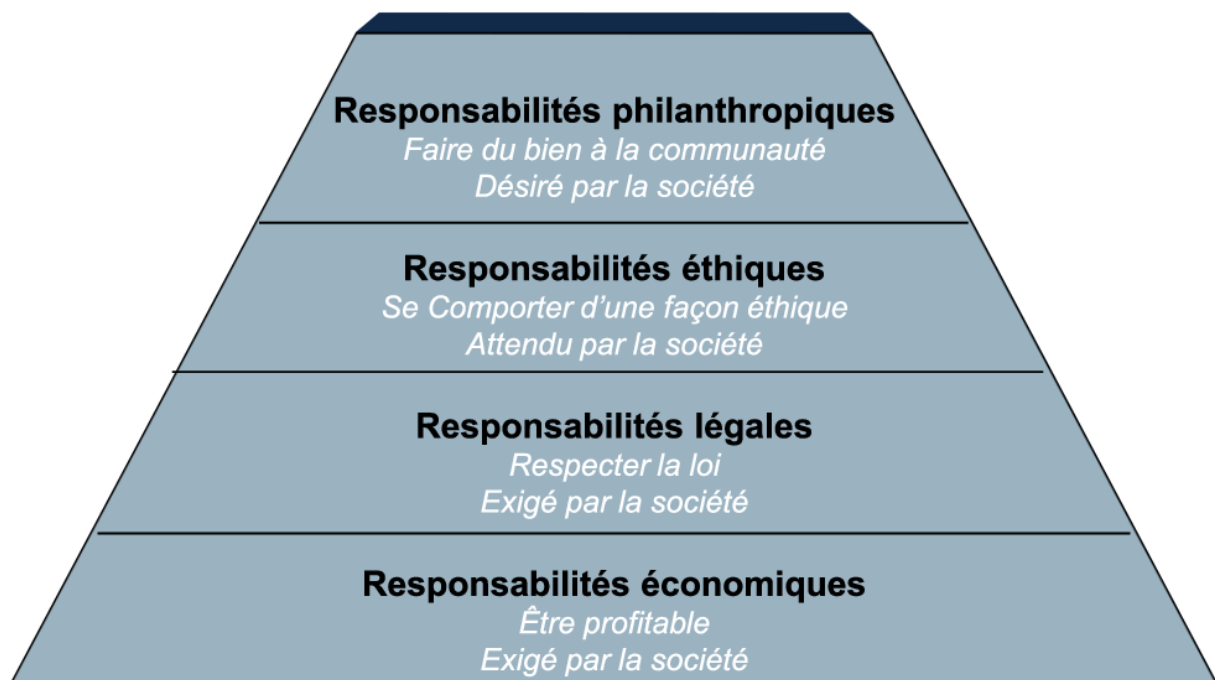 Responsabilités philanthropiques
Faire du bien à la communauté
Désiré par la société
Responsabilités éthiques
Se Comporter d’une façon éthique
Attendu par la société
Responsabilités légales
Respecter la loi
Exigé par la société
Responsabilités économiques
Être profitable
Exigé par la société